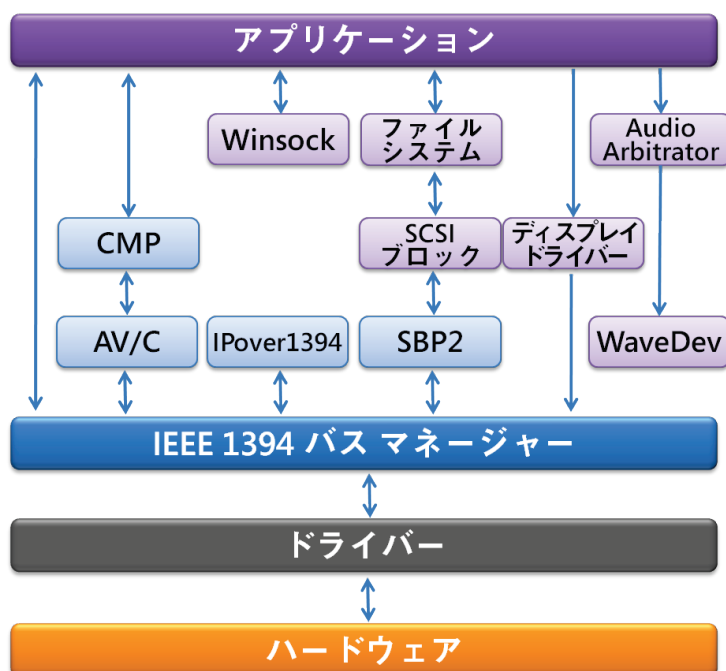 アプリケーション
Winsock
ファイル
システム
Audio
Arbitrator
CMP
SCSI
ブロック
ディスプレイ
ドライバー
AV/C
IPover1394
SBP2
WaveDev
IEEE 1394 バス マネージャー
ドライバー
ハードウェア